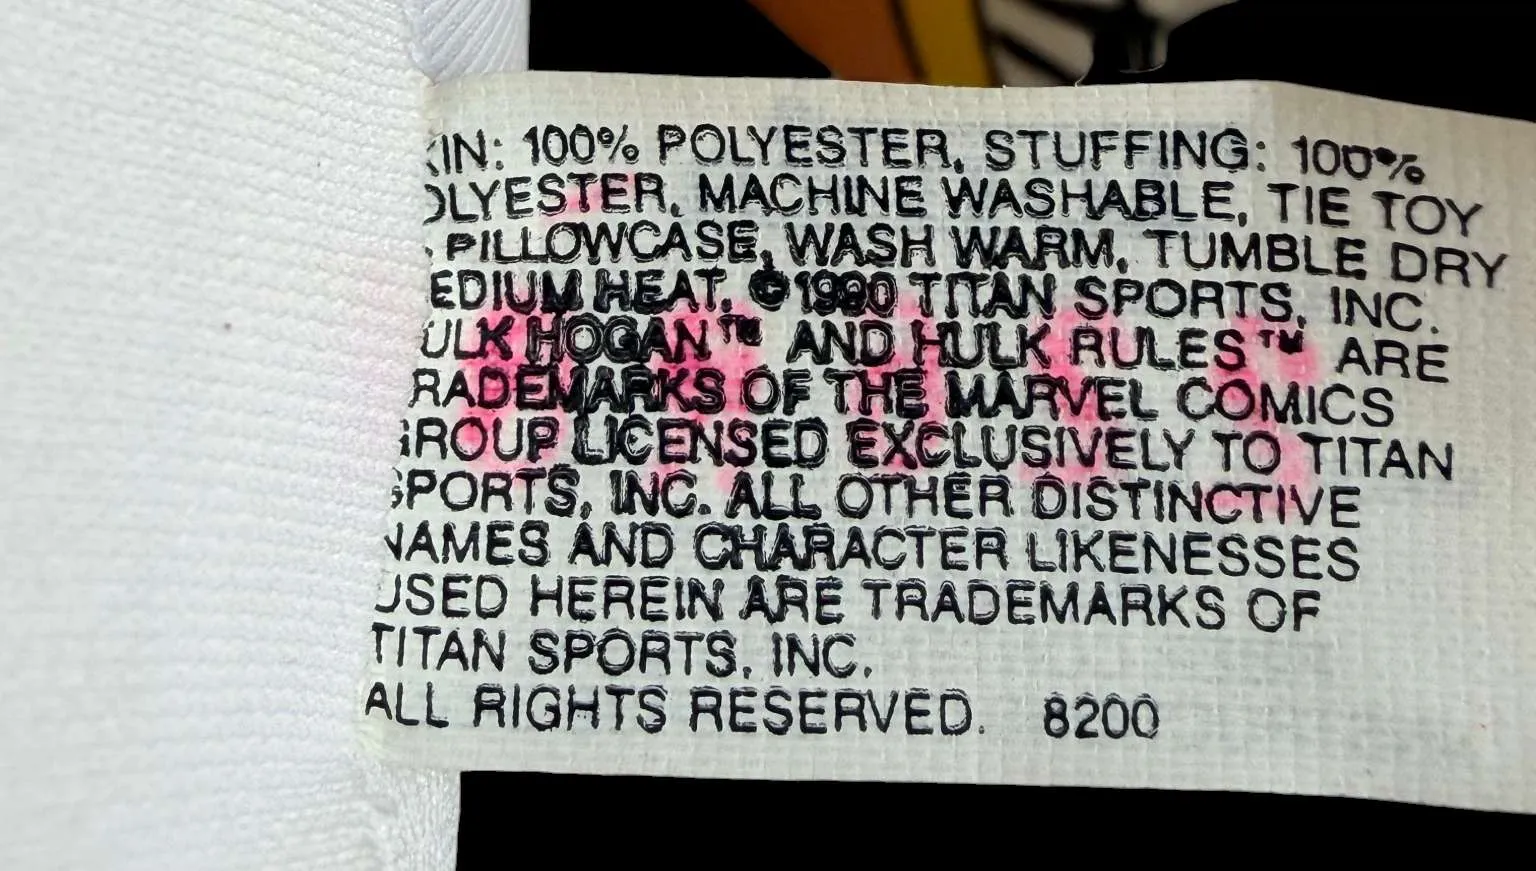 KIN: 100% POLYESTER, STUFFING: 100%
OLYESTER, MACHINE WASHABLE, TIE TOY
PILLOWCASE, WASH WARM, TUMBLE DRY
EDIUM HEAT. ©1990 TITAN SPORTS, INC.
ULK HOGAN™ AND HULK RULES™ ARE
RADEMARKS OF THE MARVEL COMICS
GROUP LICENSED EXCLUSIVELY TO TITAN
SPORTS, INC. ALL OTHER DISTINCTIVE
NAMES AND CHARACTER LIKENESSES
USED HEREIN ARE TRADEMARKS OF
TITAN SPORTS, INC.
ALL RIGHTS RESERVED. 8200